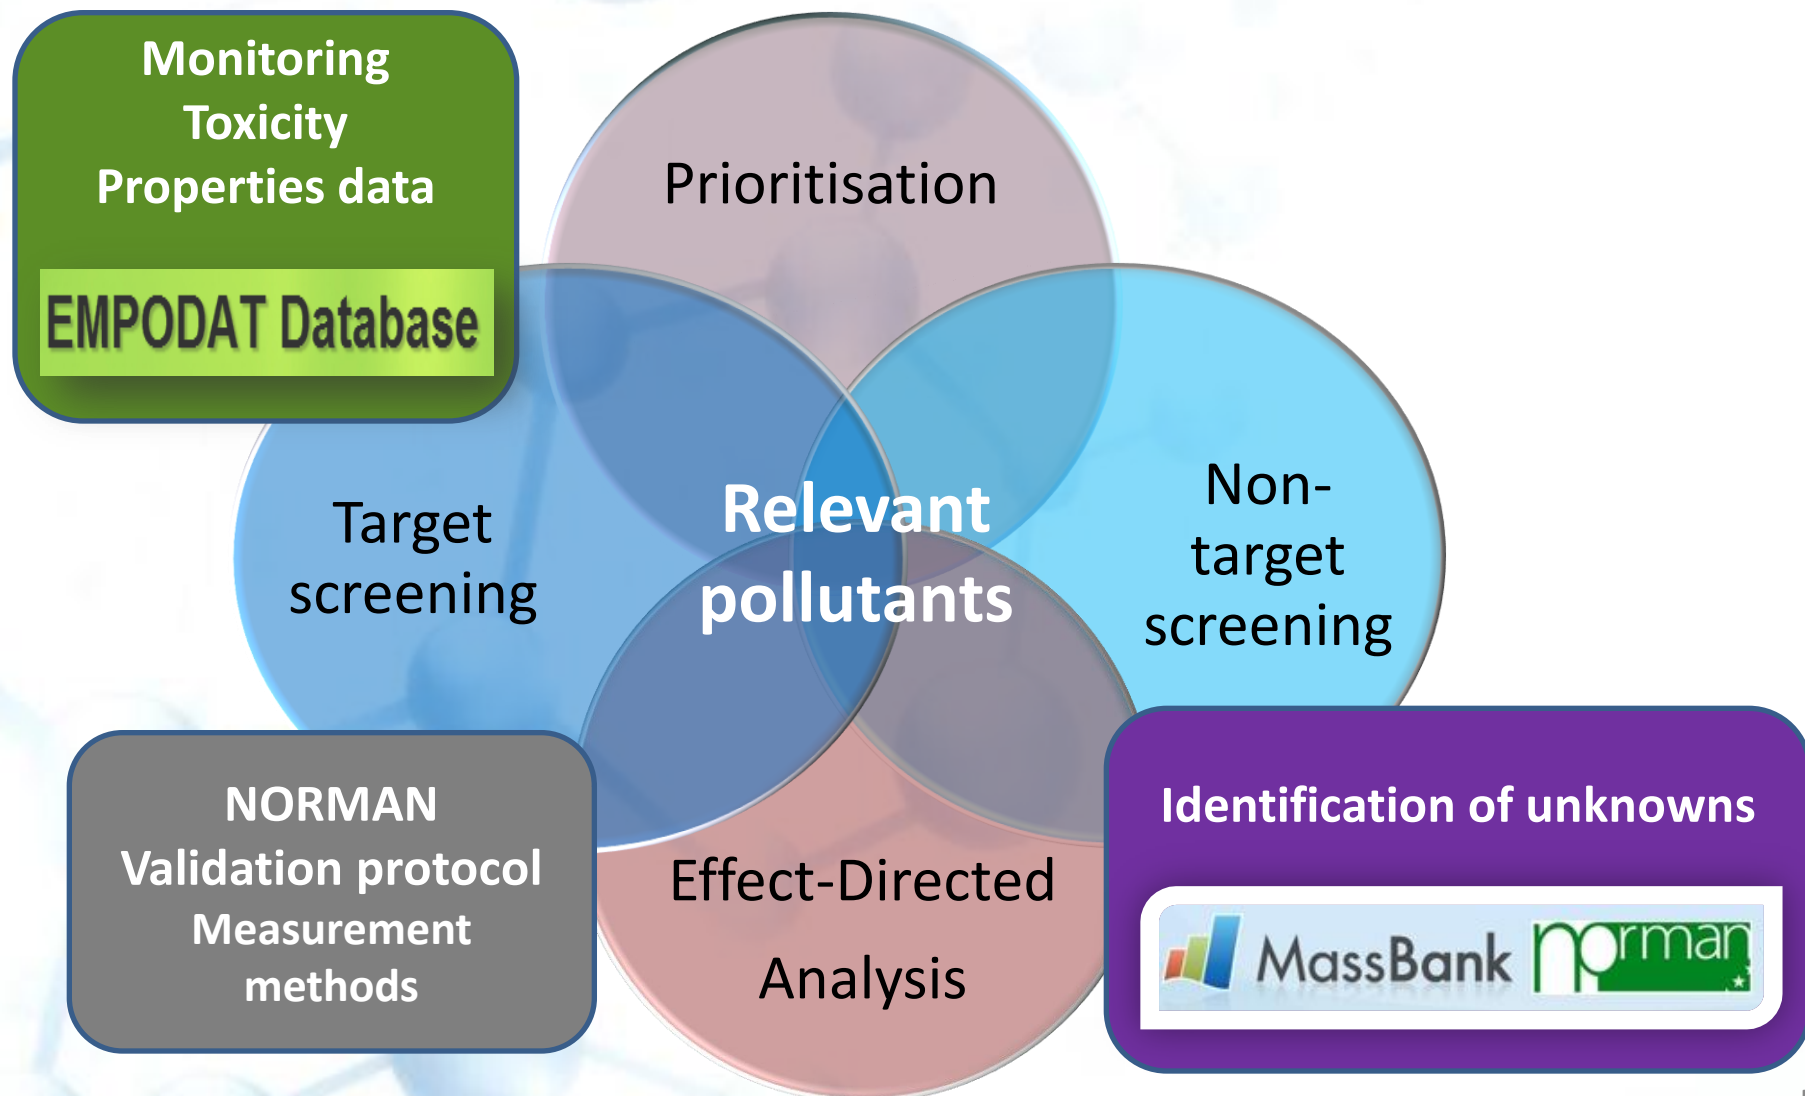 Monitoring
Toxicity
Properties data
EMPODAT Database
Prioritisation
Target
screening
Relevant
pollutants
Non-
target
screening
NORMAN
Validation protocol
Measurement
methods
Effect-Directed
Analysis
Identification of unknowns
MassBank norman